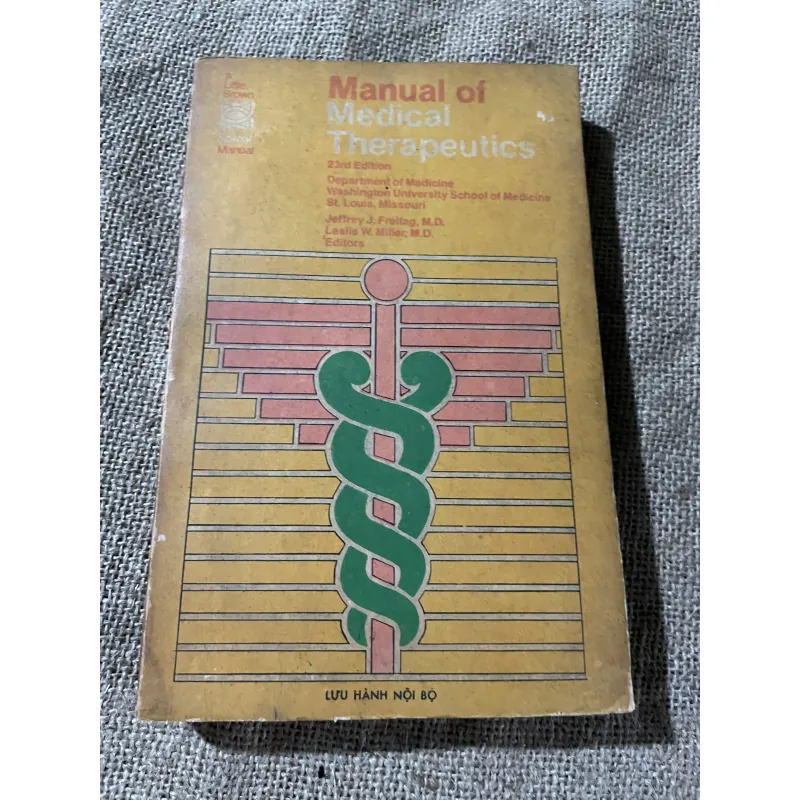 A
Little,
Brown
Manual
Manual of
Medical
Therapeutics
23rd Edition
Department of Medicine
Washington University School of Medicine
St. Louis, Missouri
Jeffrey J. Freitag, M.D.
Leslie W. Miller, M.D.
Editors
LƯU HÀNH NỘI BỘ